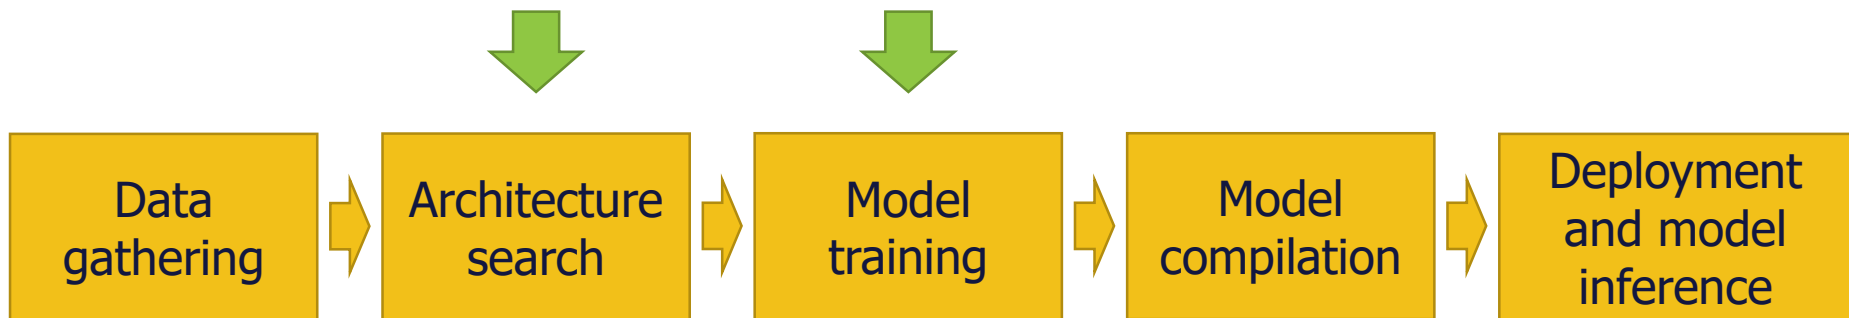 Data
gathering
Architecture
search
Model
training
Model
compilation
Deployment
and model
inference